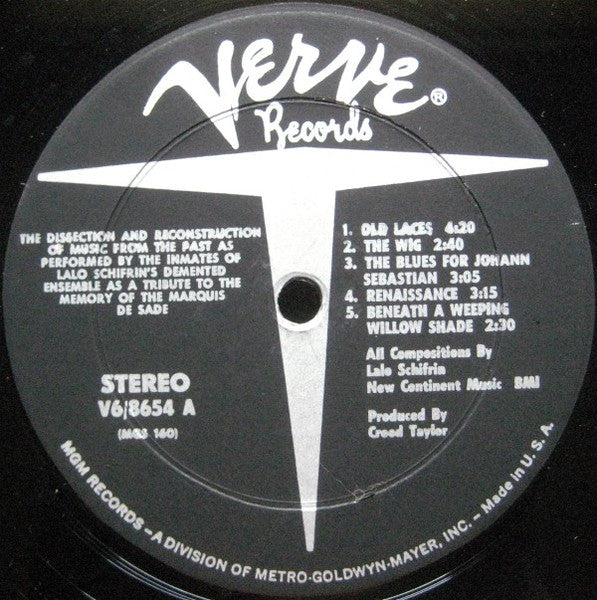 VERVE®
Records
THE DISSECTION AND RECONSTRUCTION
OF MUSIC FROM THE PAST AS
PERFORMED BY THE INMATES OF
LALO SCHIFRIN'S DEMENTED
ENSEMBLE AS A TRIBUTE TO THE
MEMORY OF THE MARQUIS
DE SADE
STEREO
V6/8654 A
(MGS 160)
1. OLD LACES 4:20
2. THE WIG 2:40
3. THE BLUES FOR JOHANN
SEBASTIAN 3:05
4. RENAISSANCE 3:15
5. BENEATH A WEEPING
WILLOW SHADE 2:30
All Compositions By
Lalo Schifrin
New Continent Music BMI
Produced By
Creed Taylor
MGM RECORDS – A DIVISION OF METRO-GOLDWYN-MAYER, INC. – Made in U. S. A.